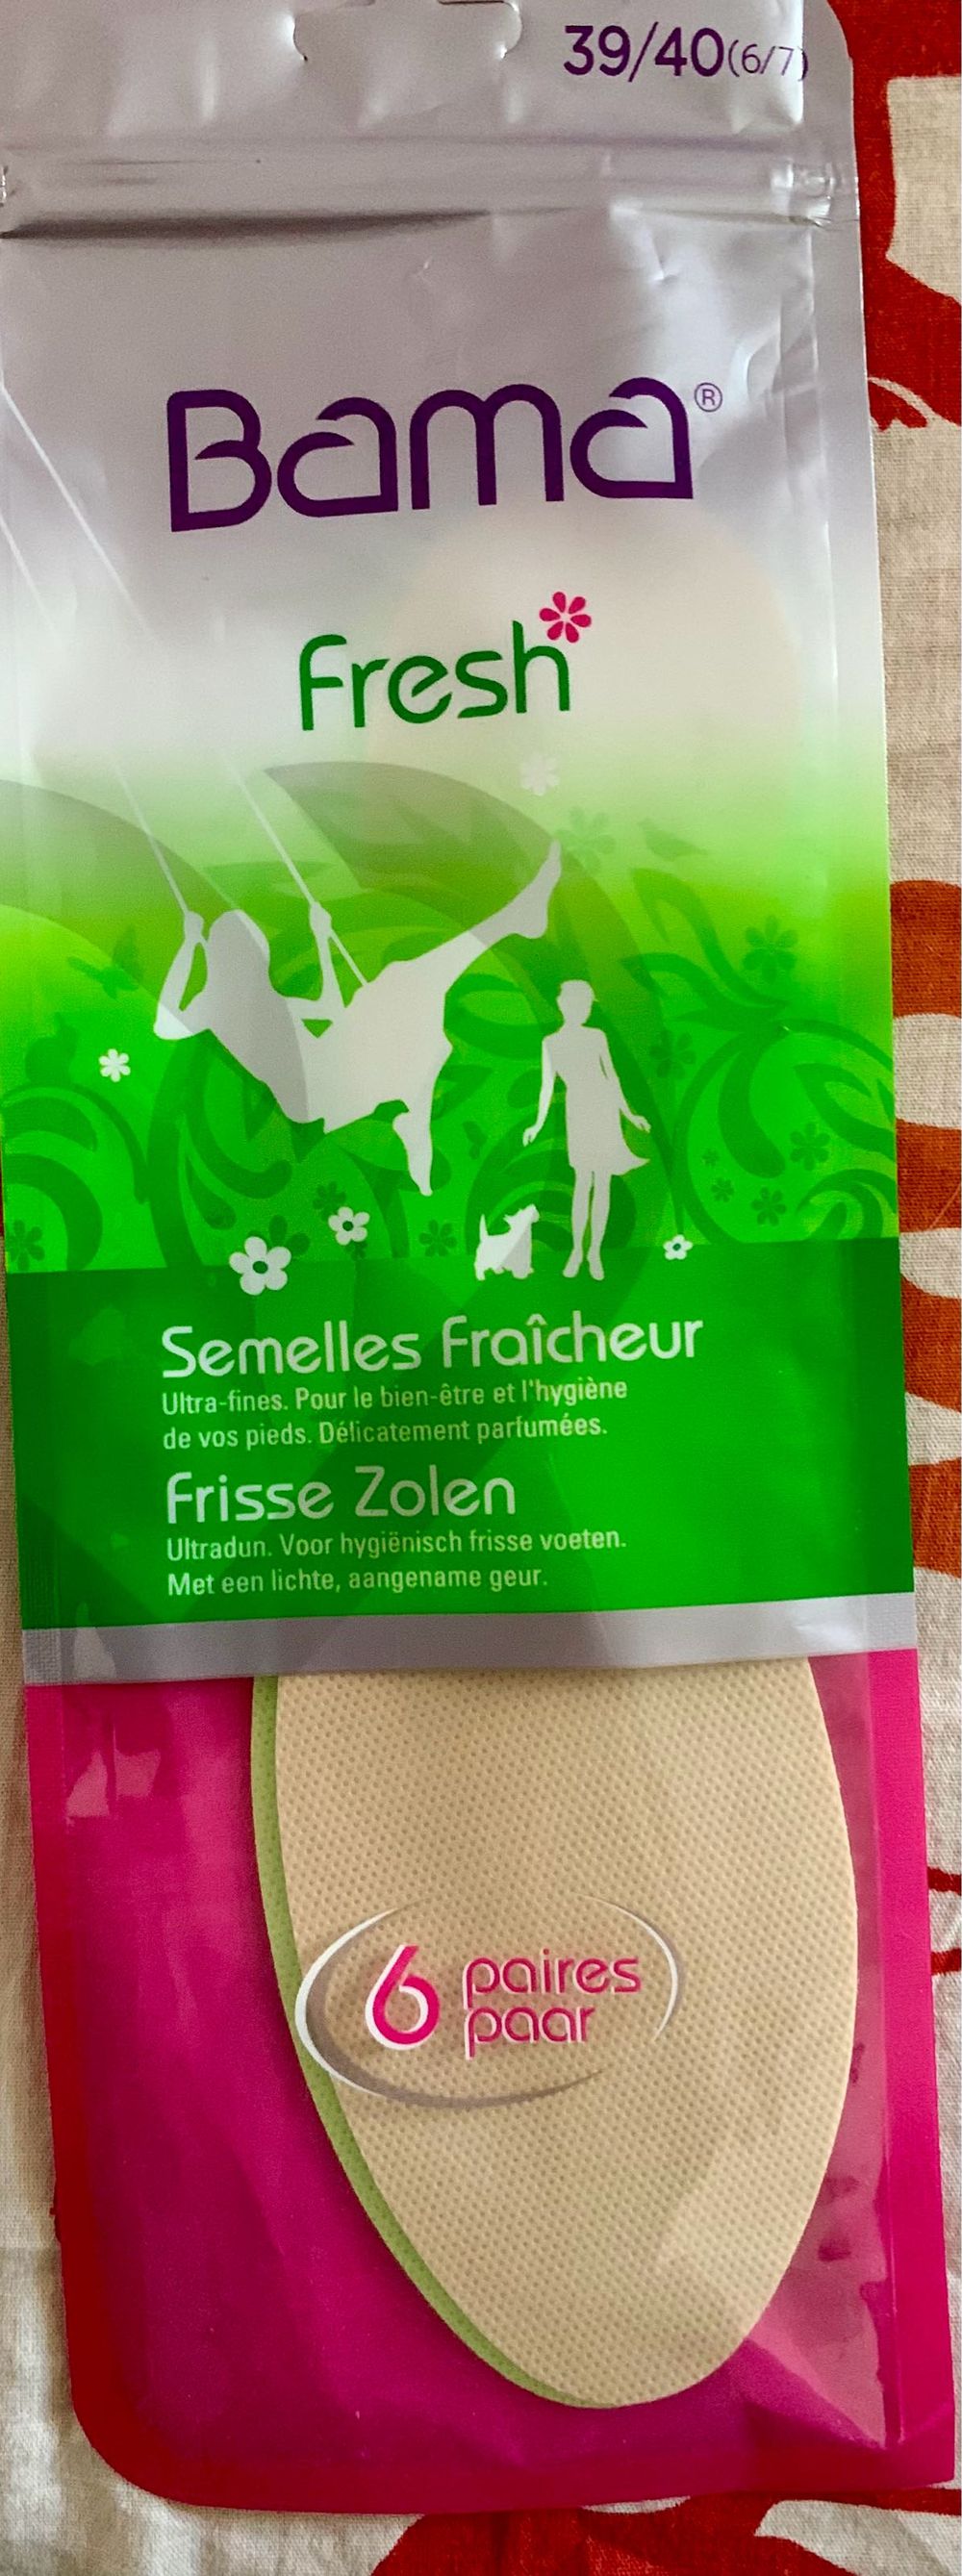 39/40(6/7)
Bama®
Fresh
Semelles Fraîcheur
Ultra-fines. Pour le bien-être et l'hygiène
de vos pieds. Délicatement parfumées.
Frisse Zolen
Ultradun. Voor hygiënisch frisse voeten.
Met een lichte, aangename geur.
6 paires
paar